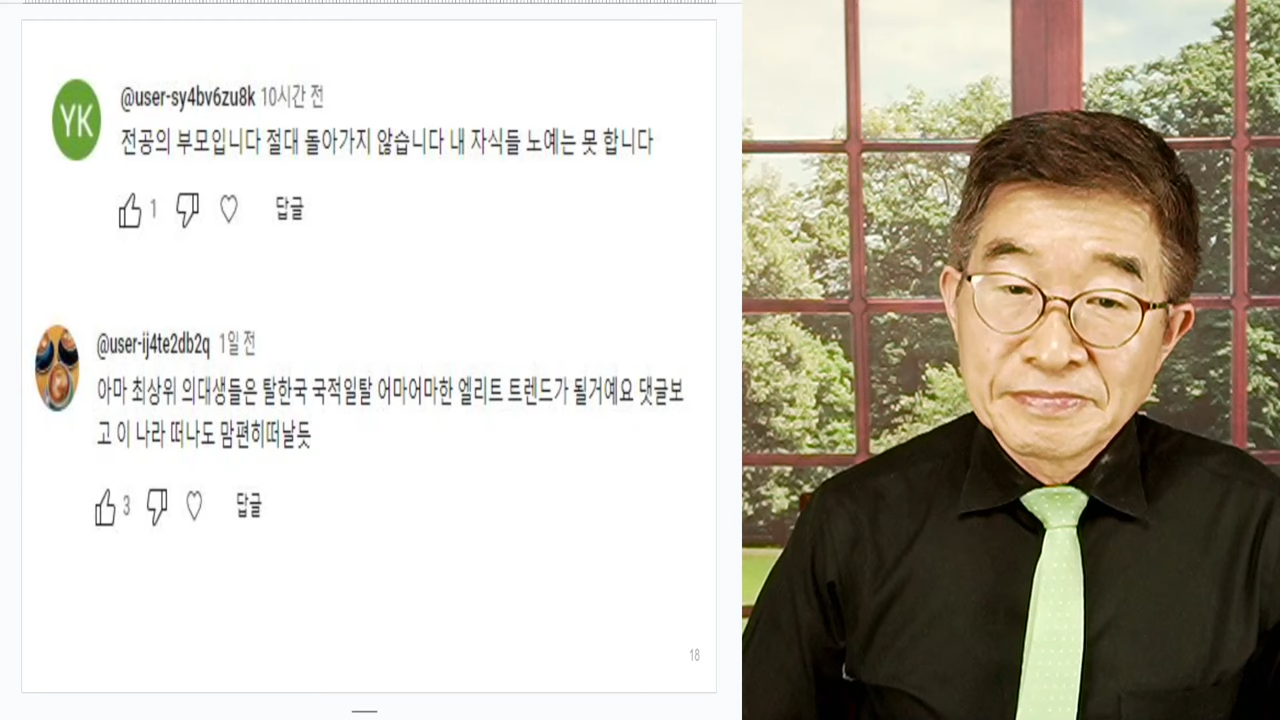 YK
@user-sy4bv6zu8k 10시간 전
전공의 부모입니다 절대 돌아가지 않습니다 내 자식들 노예는 못 합니다
1 답글
@user-ij4te2db2q 1일 전
아마 최상위 의대생들은 탈한국 국적일탈 어마어마한 엘리트 트렌드가 될거예요 댓글보
고 이 나라 떠나도 맘편히떠날듯
3 답글
18